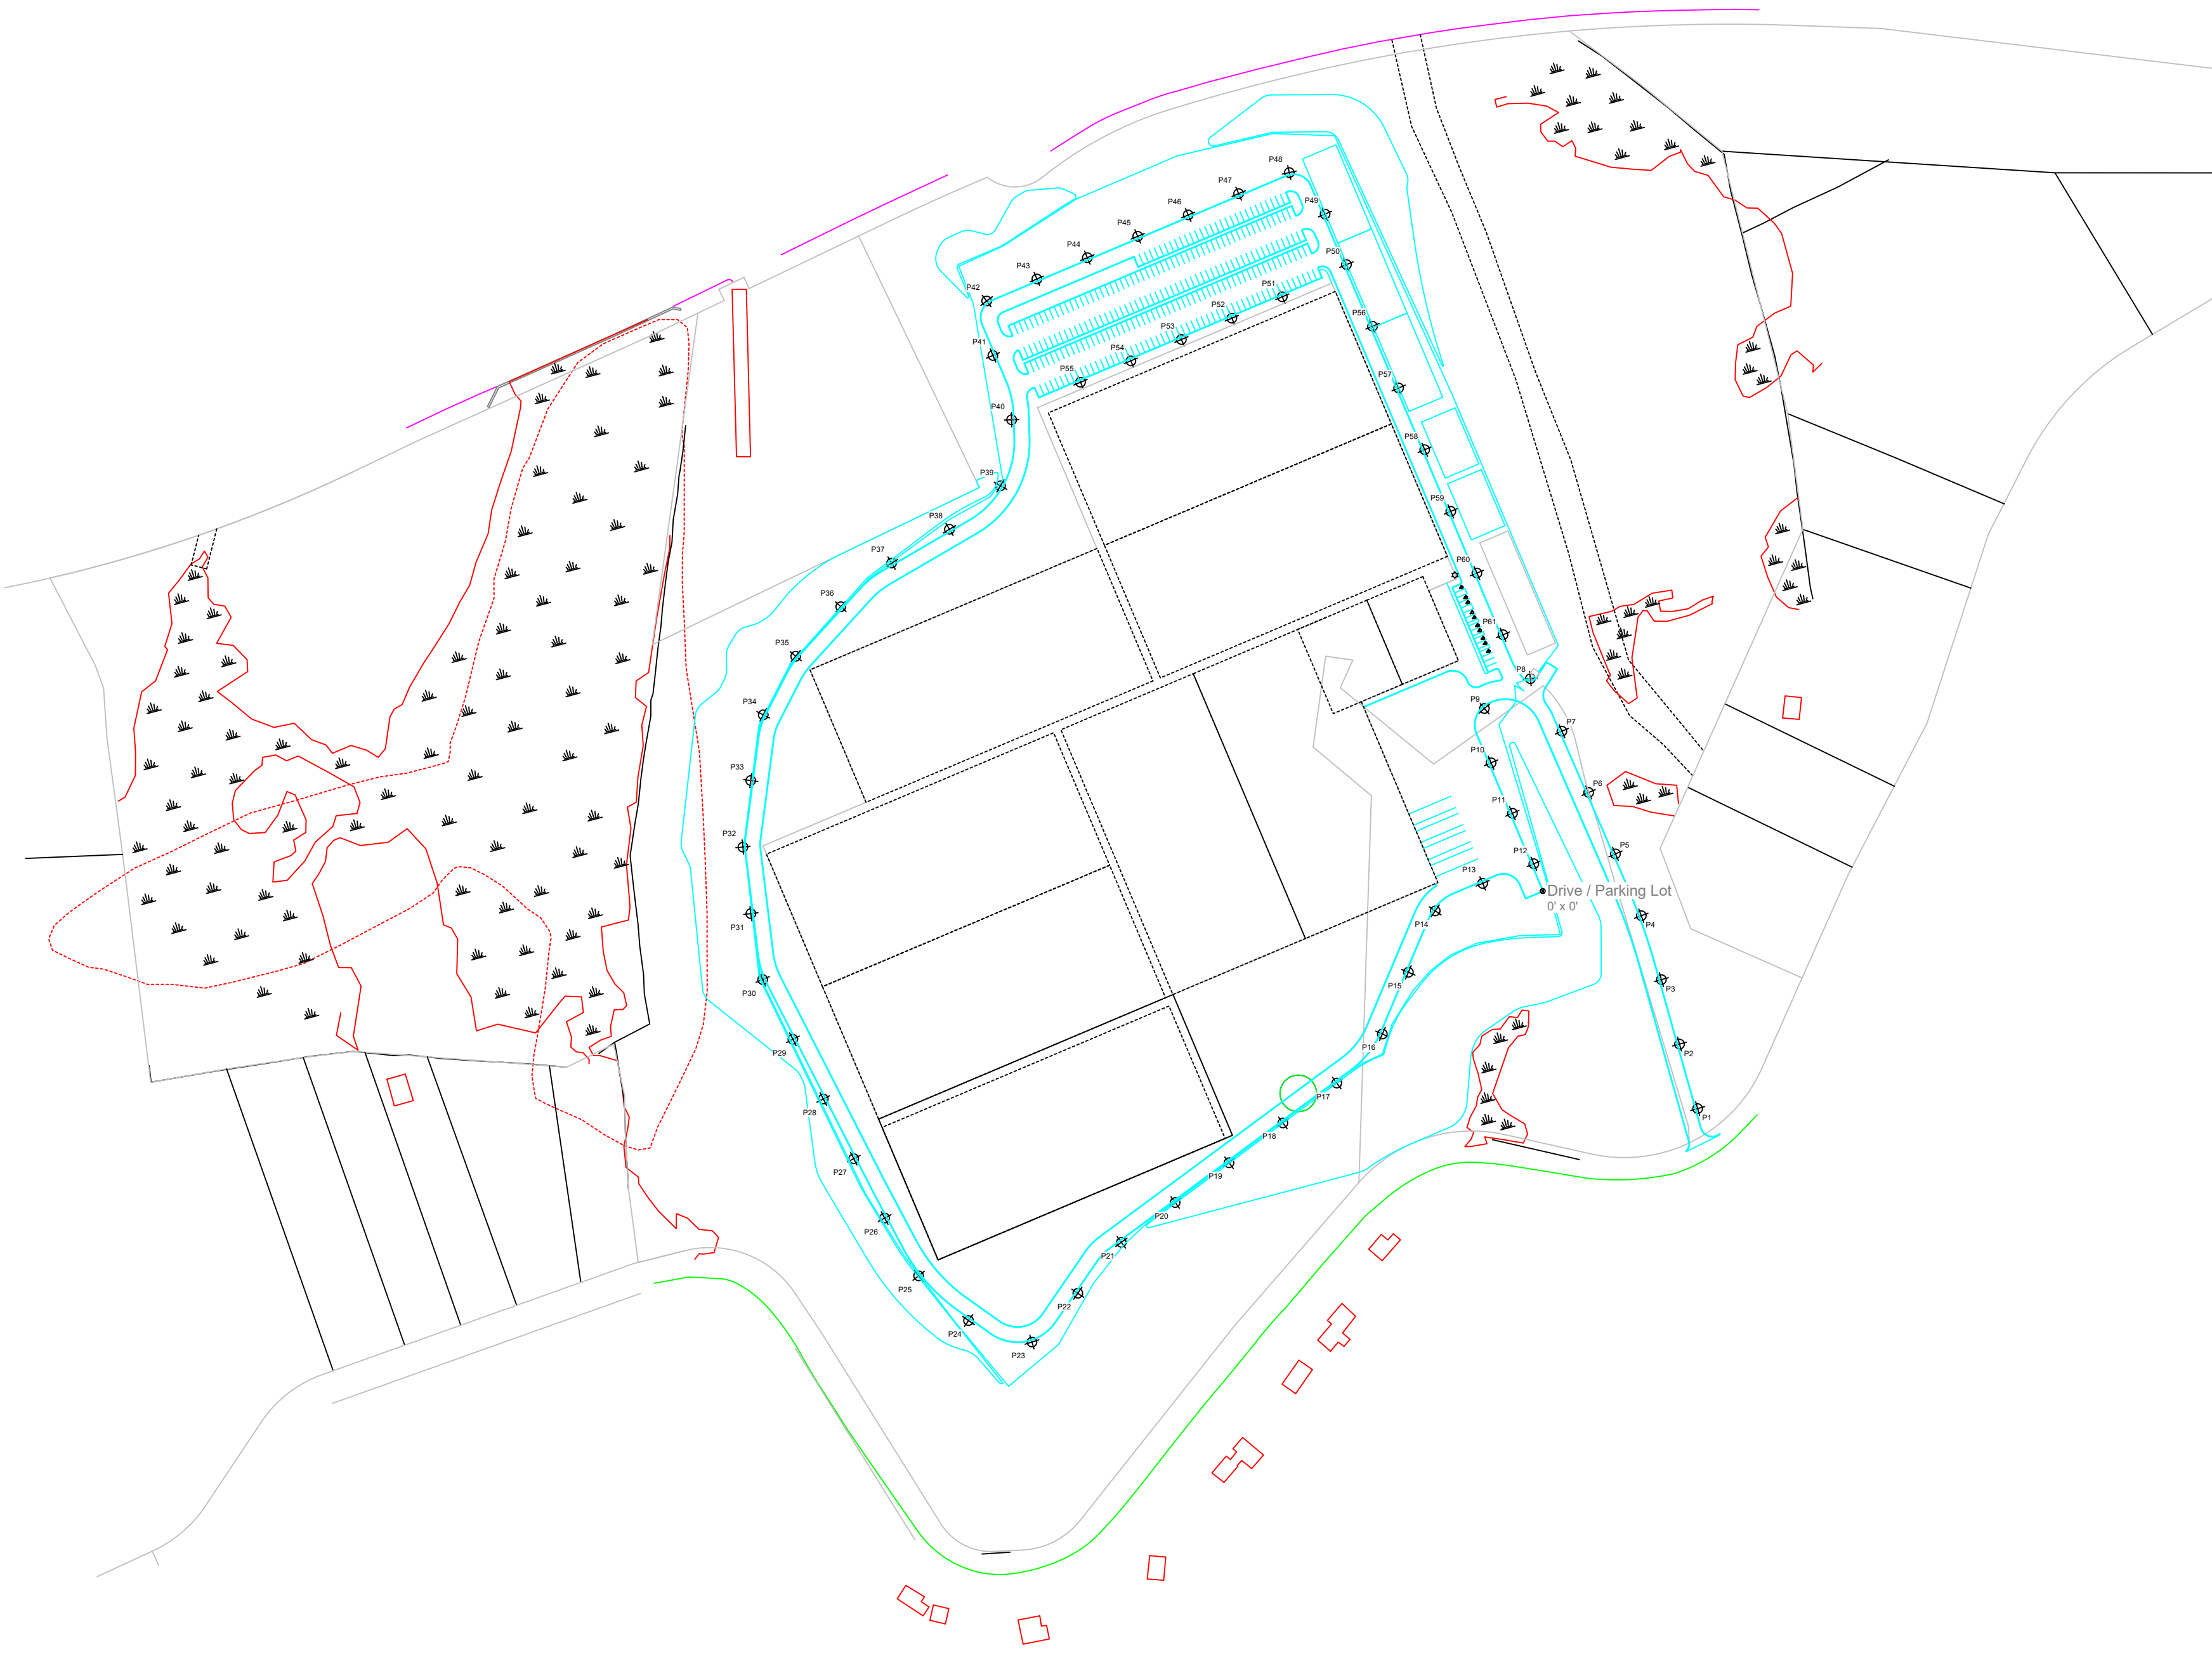 P48
P47
P49
P46
P45
P44
P50
P43
P42
P51
P52
P56
P53
P41
P54
P55
P57
P40
P58
P39
P59
P38
P37
P60
P36
P61
P35
P8
P9
P34
P7
P10
P33
P6
P11
P32
P5
P12
P13
Drive / Parking Lot
0' x 0'
P31
P14
P4
P30
P15
P3
P29
P16
P2
P28
P17
P1
P18
P27
P19
P20
P26
P21
P25
P22
P24
P23